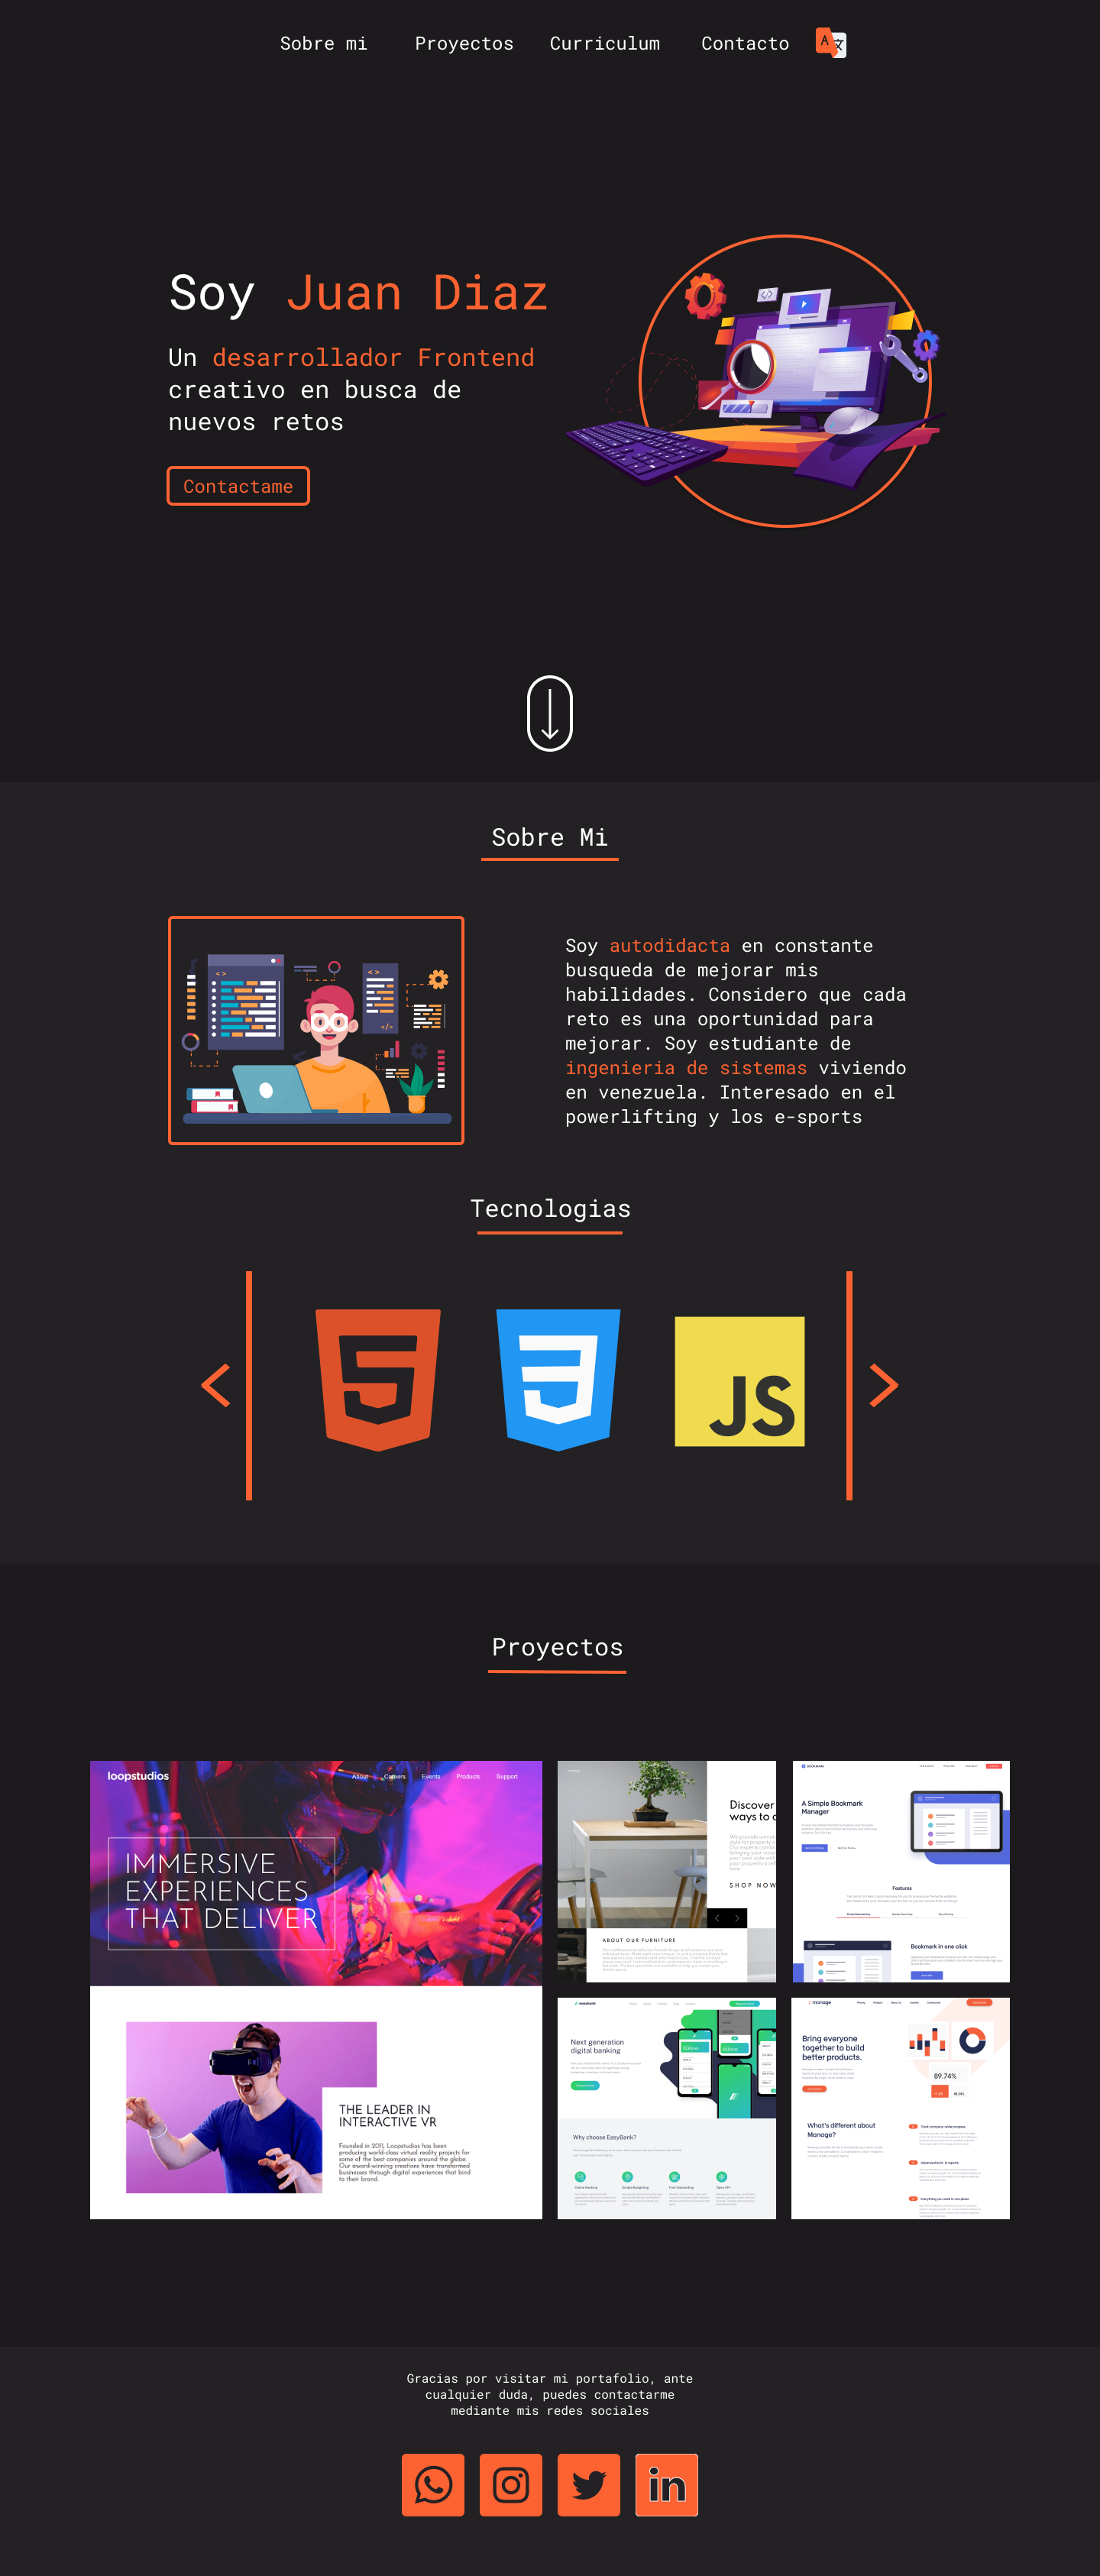 Sobre mi Proyectos Curriculum Contacto
A 文
Soy Juan Diaz
Un desarrollador Frontend
creativo en busca de
nuevos retos
Contactame
Sobre Mi
Soy autodidacta en constante
busqueda de mejorar mis
habilidades. Considero que cada
reto es una oportunidad para
mejorar. Soy estudiante de
ingenieria de sistemas viviendo
en venezuela. Interesado en el
powerlifting y los e-sports
Tecnologias
JS
Proyectos
loopstudios
About Careers Events Products Support
IMMERSIVE
EXPERIENCES
THAT DELIVER
THE LEADER IN
INTERACTIVE VR
Founded in 2011, Loopstudios has been
producing world-class virtual reality projects for
some of the best companies around the globe.
Our award-winning creations have transformed
businesses through digital experiences that bind
to their brand.
Discover
ways to
We provide
SHOP NOW
ABOUT OUR FURNITURE
BOOKMARK
A Simple Bookmark
Manager
Features
Bookmark in one click
easybank
Next generation
digital banking
Why choose EasyBank?
manage
Bring everyone
together to build
better products.
89.74%
What's different about
Manage?
Gracias por visitar mi portafolio, ante
cualquier duda, puedes contactarme
mediante mis redes sociales
in